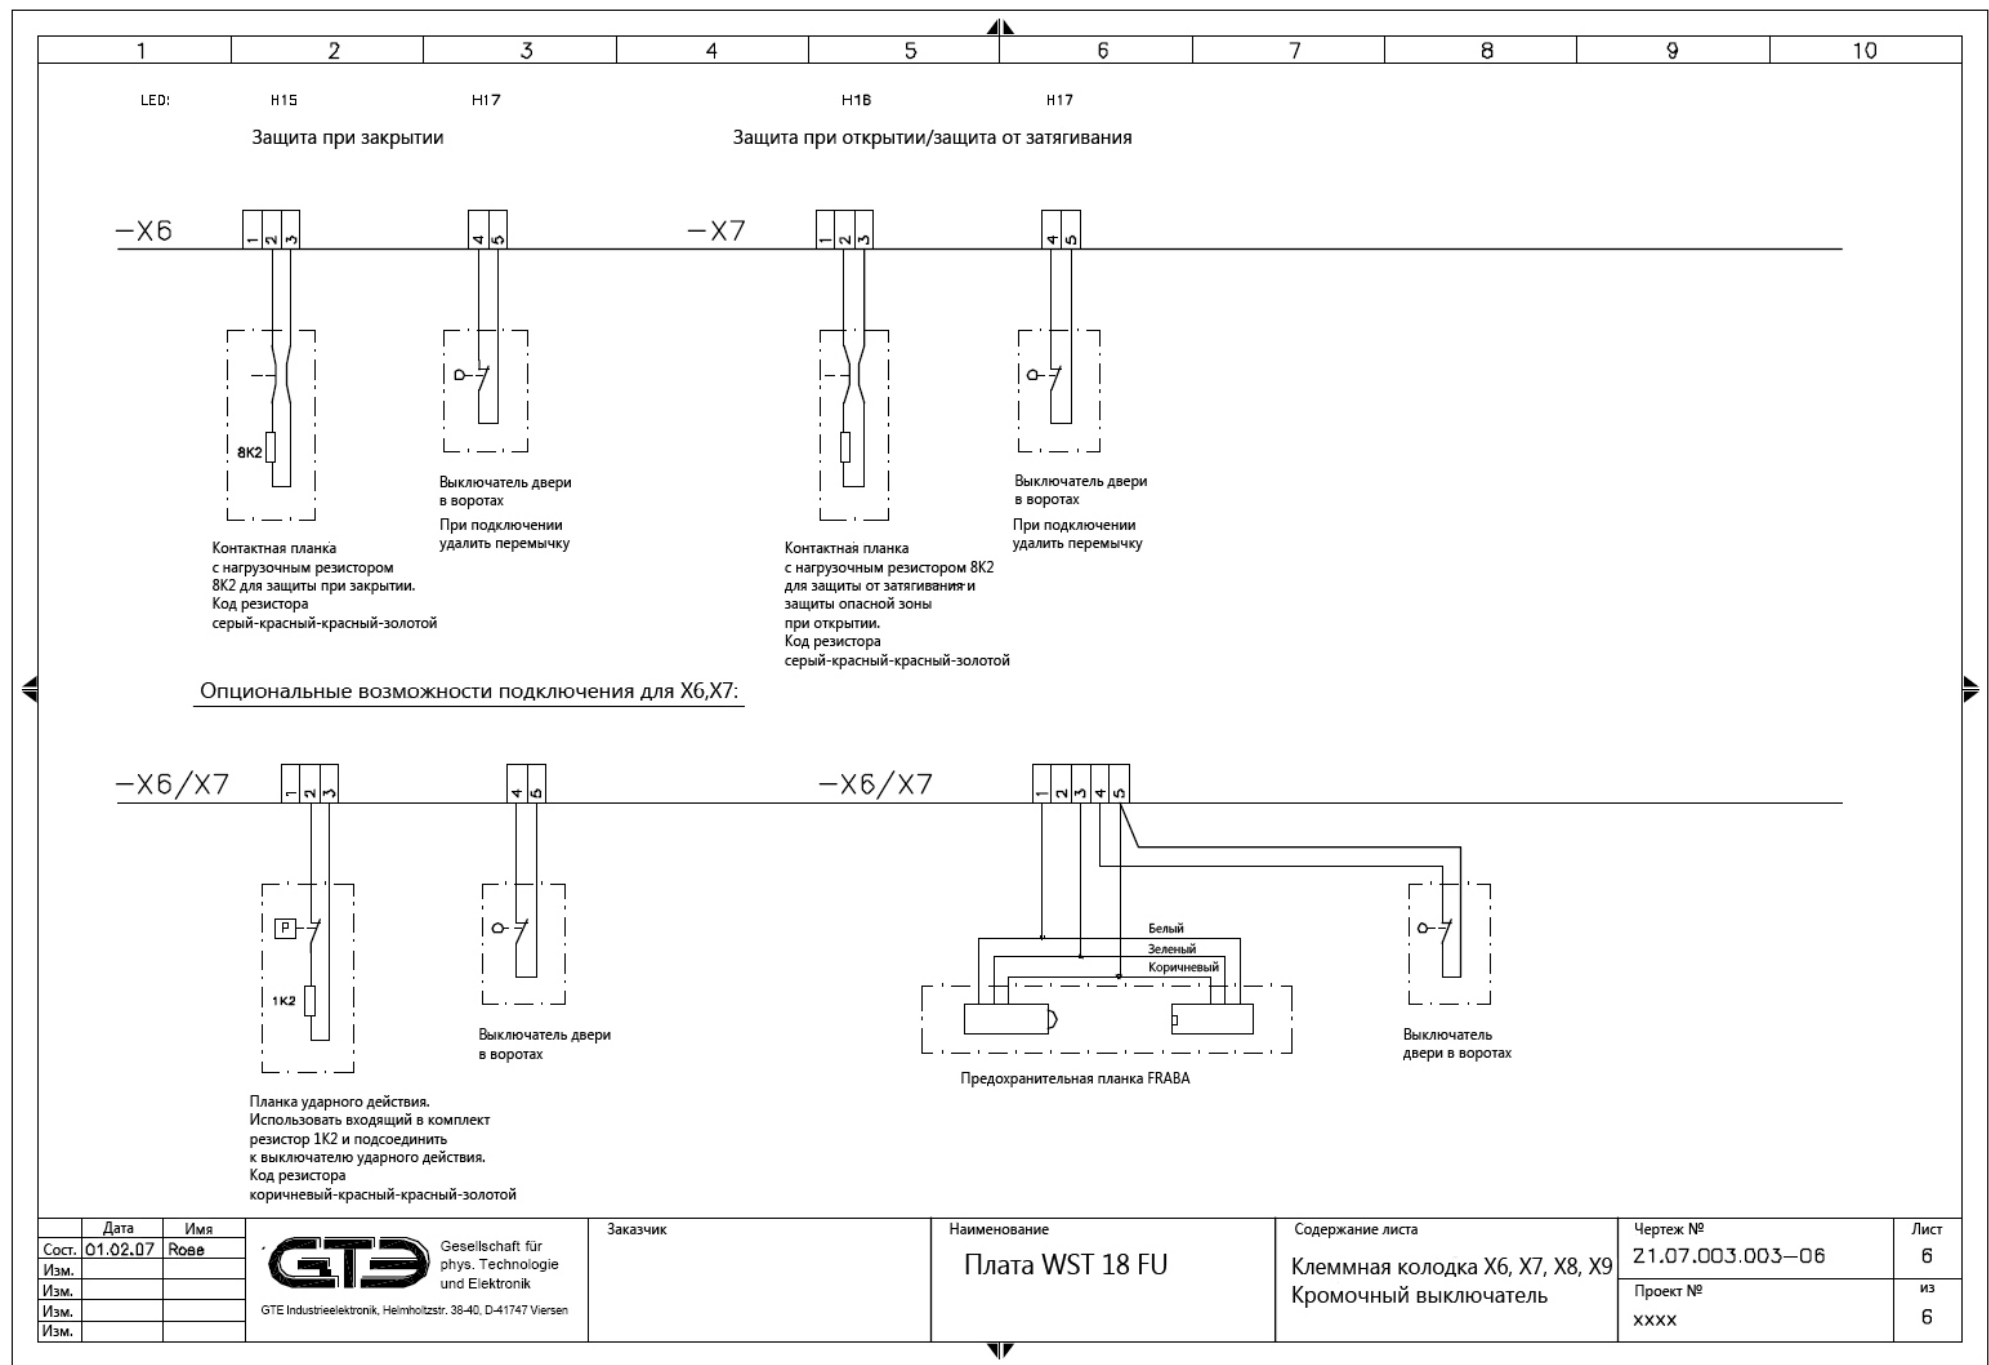 1 2 3 4 5 6 7 8 9 10
LED: H15 H17 H16 H17
Защита при закрытии
Защита при открытии/защита от затягивания
—X6
1 2 3
4 5
—X7
1 2 3
4 5
8K2
Выключатель двери
в воротах
При подключении
удалить перемычку
Выключатель двери
в воротах
При подключении
удалить перемычку
Контактная планка
с нагрузочным резистором
8К2 для защиты при закрытии.
Код резистора
серый-красный-красный-золотой
Контактная планка
с нагрузочным резистором 8К2
для защиты от затягивания и
защиты опасной зоны
при открытии.
Код резистора
серый-красный-красный-золотой
Опциональные возможности подключения для X6,X7:
—X6/X7
1 2 3
4 5
—X6/X7
1 2 3 4 5
P
1K2
Белый
Зеленый
Коричневый
Выключатель двери
в воротах
Предохранительная планка FRABA
Выключатель
двери в воротах
Планка ударного действия.
Использовать входящий в комплект
резистор 1К2 и подсоединить
к выключателю ударного действия.
Код резистора
коричневый-красный-красный-золотой
Дата Имя
Сост. 01.02.07 Rose
Изм.
Изм.
Изм.
Изм.
GTE
Gesellschaft für
phys. Technologie
und Elektronik
GTE Industrieelektronik, Helmholtzstr. 38-40, D-41747 Viersen
Заказчик
Наименование
Плата WST 18 FU
Содержание листа
Клеммная колодка X6, X7, X8, X9
Кромочный выключатель
Чертеж №
21.07.003.003—06
Проект №
xxxx
Лист
6
из
6